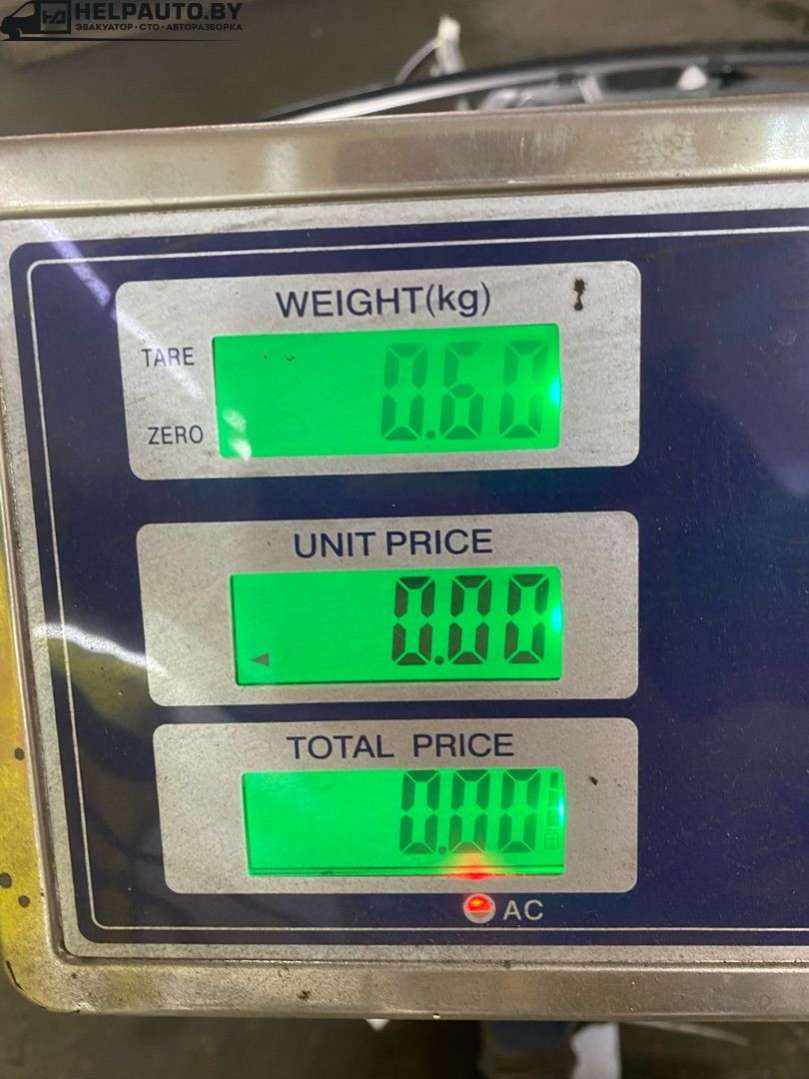 HD
HELPAUTO.BY
ЭВАКУАТОР • СТО • АВТОРАЗБОРКА
WEIGHT(kg)
TARE
0.60
ZERO
UNIT PRICE
0.00
TOTAL PRICE
0.00
AC